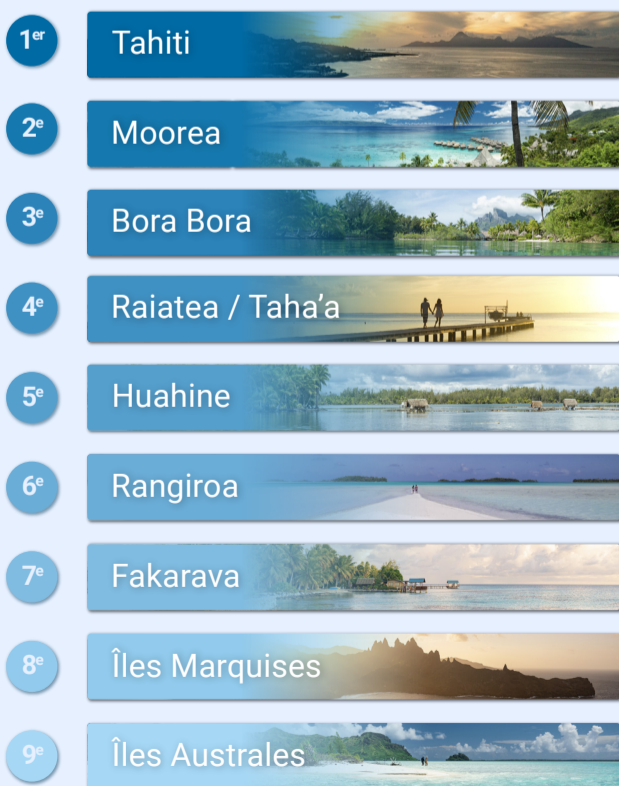 1er Tahiti
2e Moorea
3e Bora Bora
4e Raiatea / Taha’a
5e Huahine
6e Rangiroa
7e Fakarava
8e Îles Marquises
9e Îles Australes